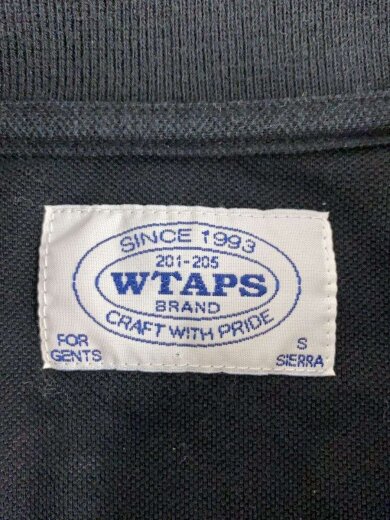 SINCE 1993
201-205
WTAPS
BRAND
CRAFT WITH PRIDE
FOR
GENTS
S
SIERRA